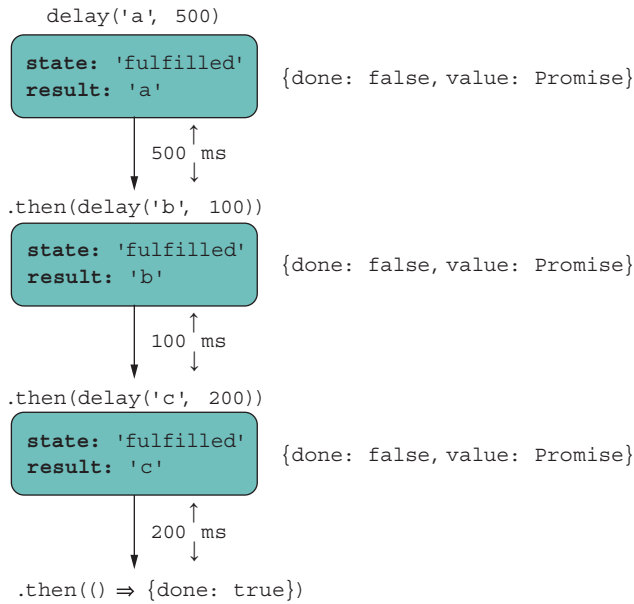 delay('a', 500)
state: 'fulfilled'
result: 'a'
{done: false, value: Promise}
↑
500 ms
↓
.then(delay('b', 100))
state: 'fulfilled'
result: 'b'
{done: false, value: Promise}
↑
100 ms
↓
.then(delay('c', 200))
state: 'fulfilled'
result: 'c'
{done: false, value: Promise}
↑
200 ms
↓
.then(() ⇒ {done: true})